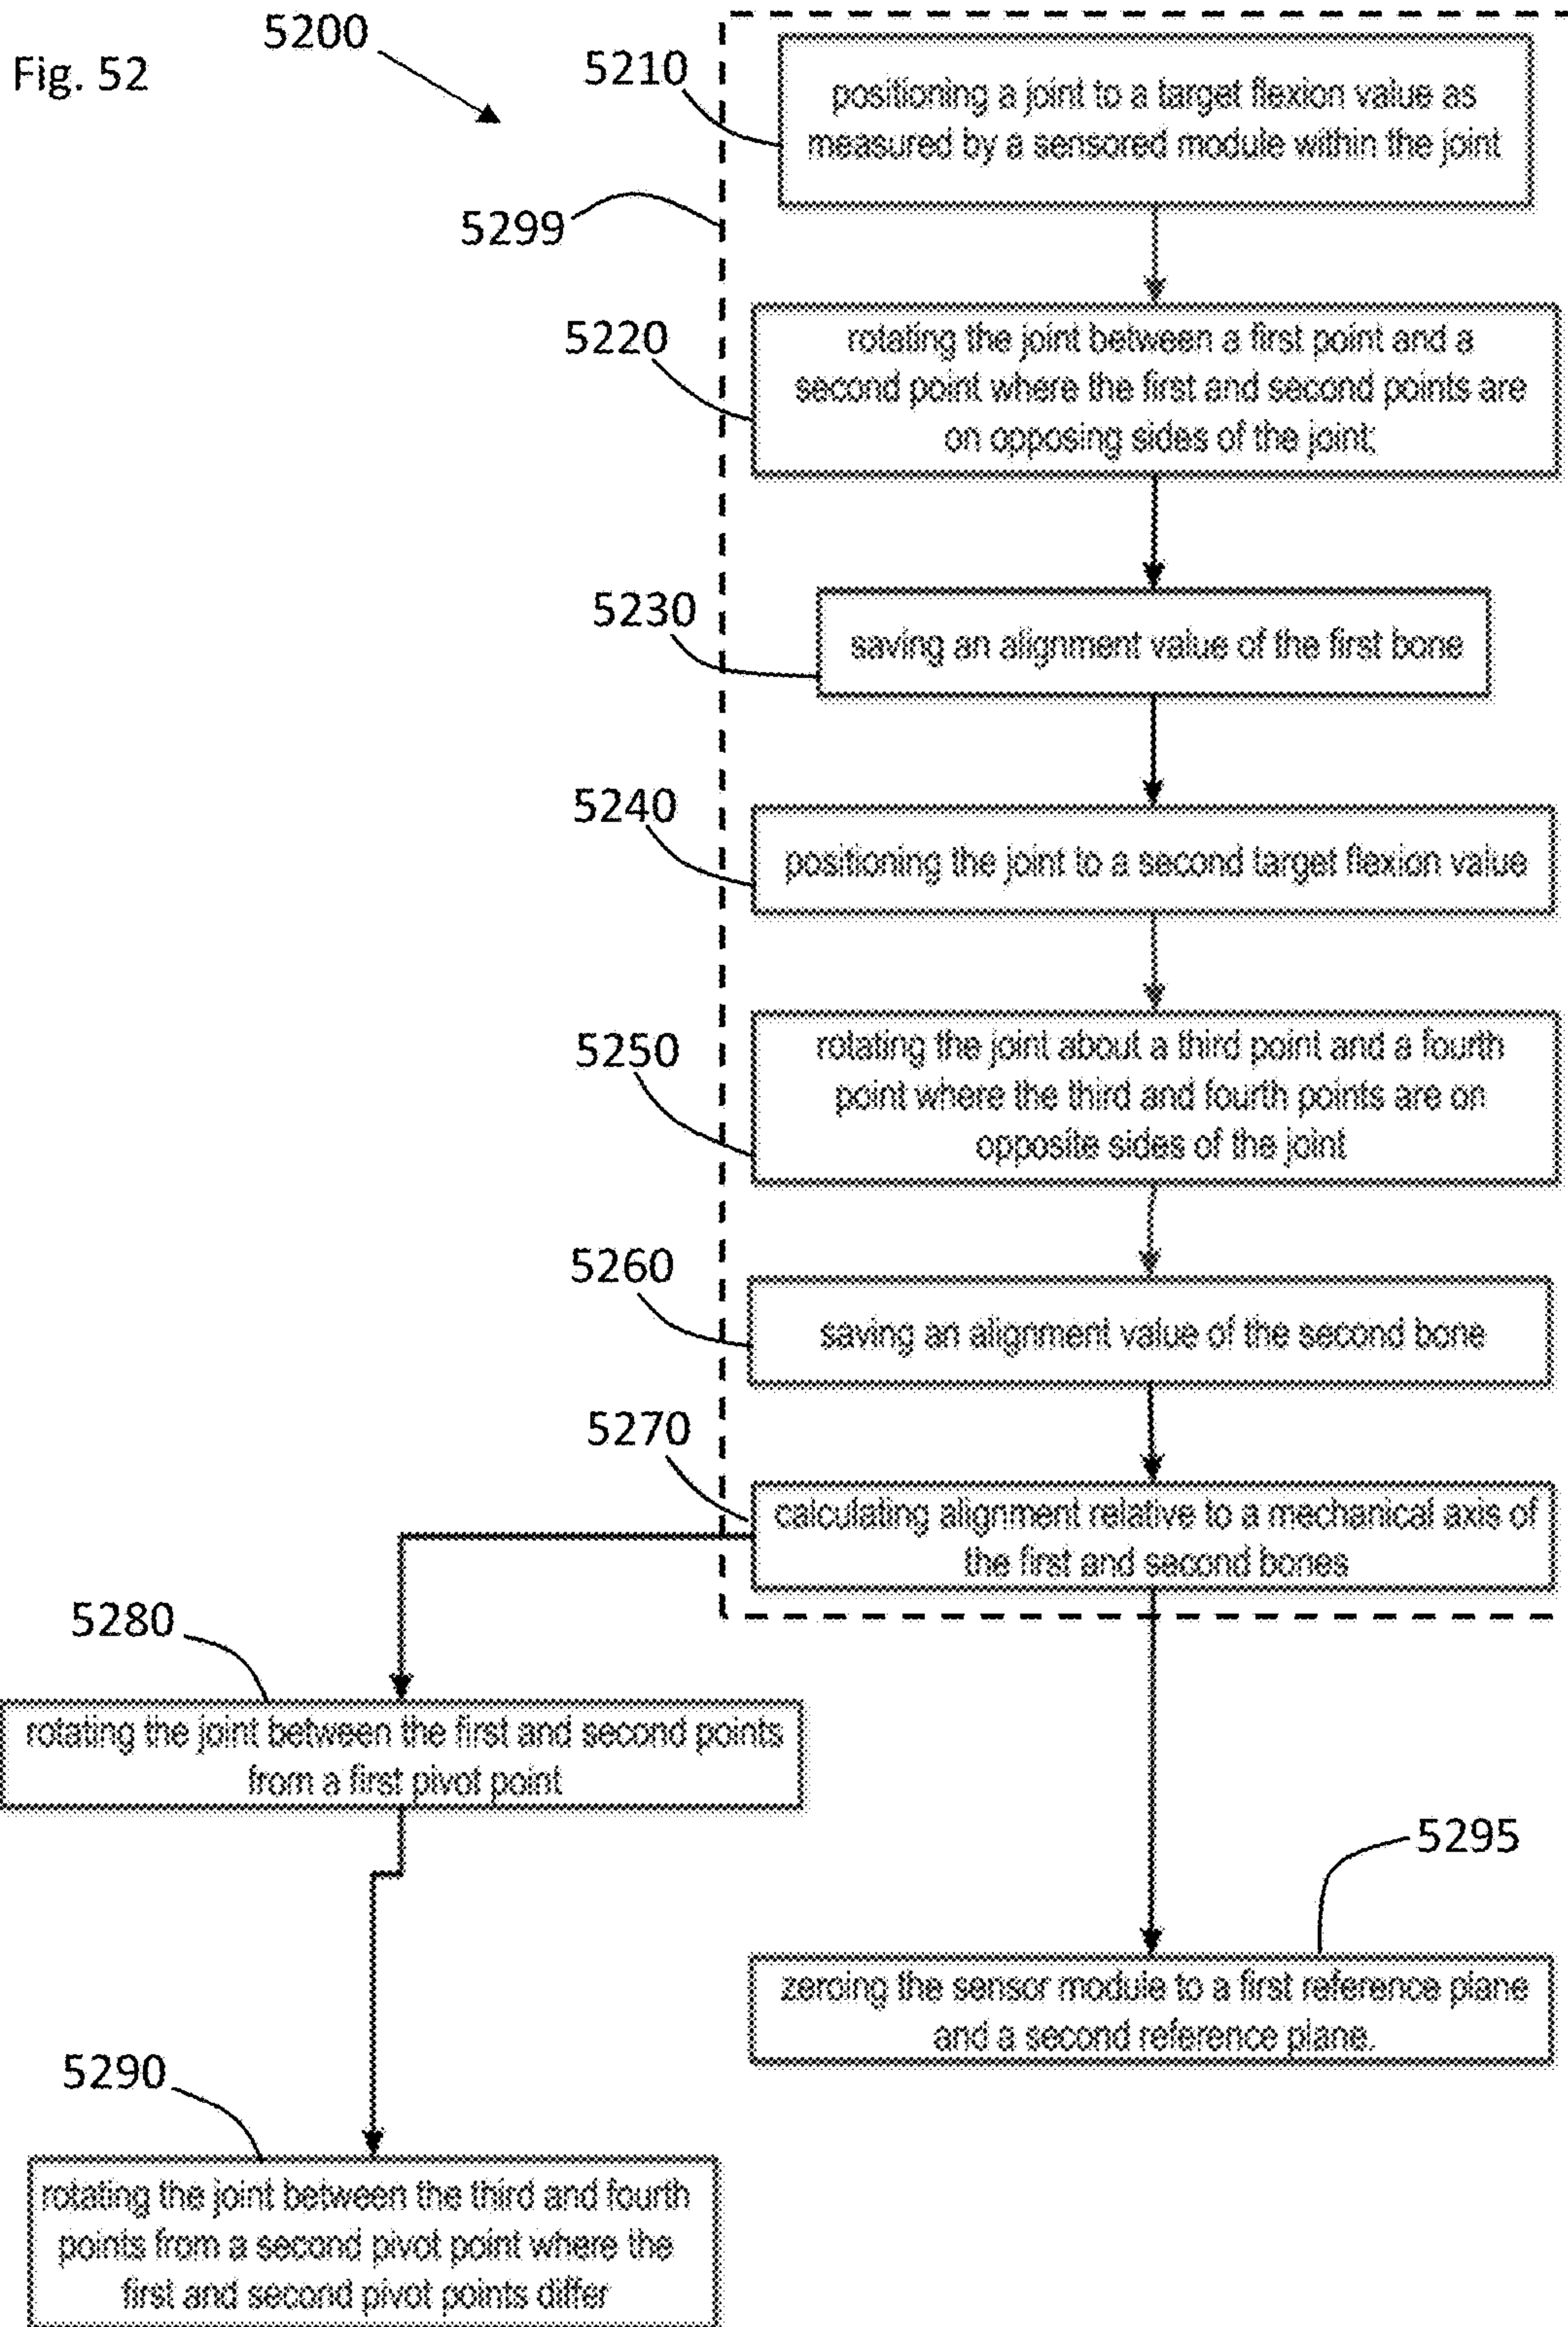 Fig. 52
5200
5210
positioning a joint to a target flexion value as
measured by a sensored module within the joint
5299
5220
rotating the joint between a first point and a
second point where the first and second points are
on opposing sides of the joint;
5230
saving an alignment value of the first bone
5240
positioning the joint to a second target flexion value
5250
rotating the joint about a third point and a fourth
point where the third and fourth points are on
opposite sides of the joint
5260
saving an alignment value of the second bone
5270
calculating alignment relative to a mechanical axis of
the first and second bones
5280
rotating the joint between the first and second points
from a first pivot point
5295
zeroing the sensor module to a first reference plane
and a second reference plane.
5290
rotating the joint between the third and fourth
points from a second pivot point where the
first and second pivot points differ